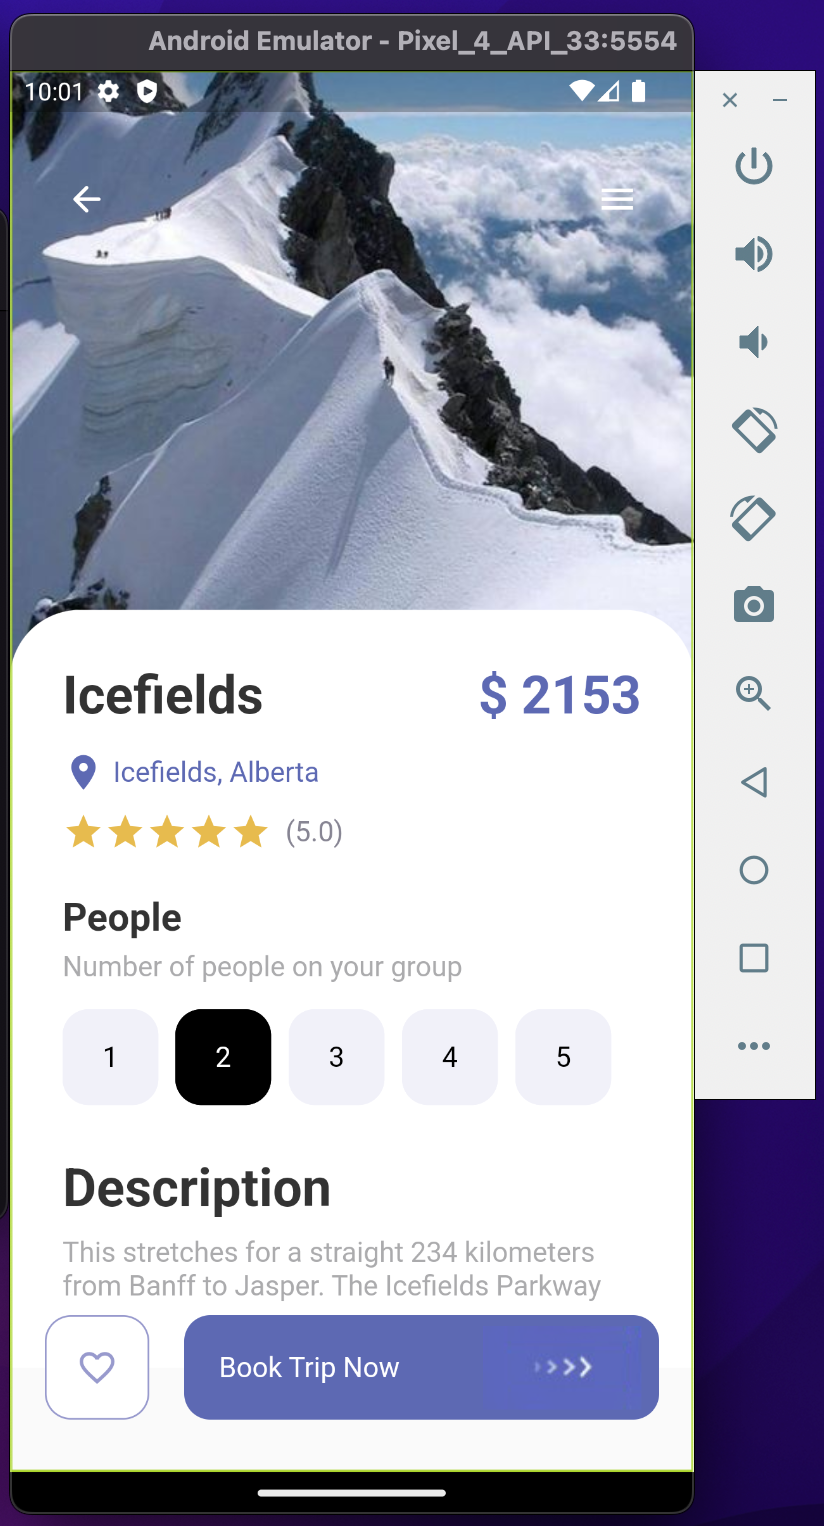 Android Emulator - Pixel_4_API_33:5554
10:01
Icefields
$ 2153
Icefields, Alberta
(5.0)
People
Number of people on your group
1
2
3
4
5
Description
This stretches for a straight 234 kilometers
from Banff to Jasper. The Icefields Parkway
Book Trip Now